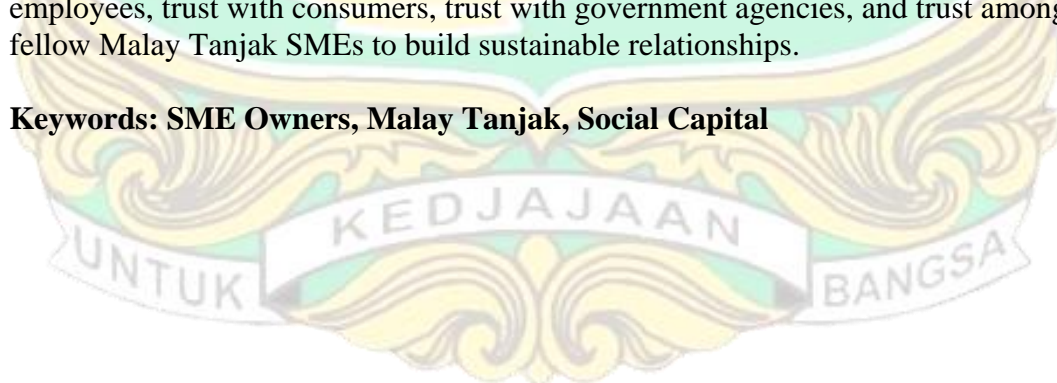 employees, trust with consumers, trust with government agencies, and trust among
fellow Malay Tanjak SMEs to build sustainable relationships.
Keywords: SME Owners, Malay Tanjak, Social Capital
UNTUK KEDJAJAAN BANGSA